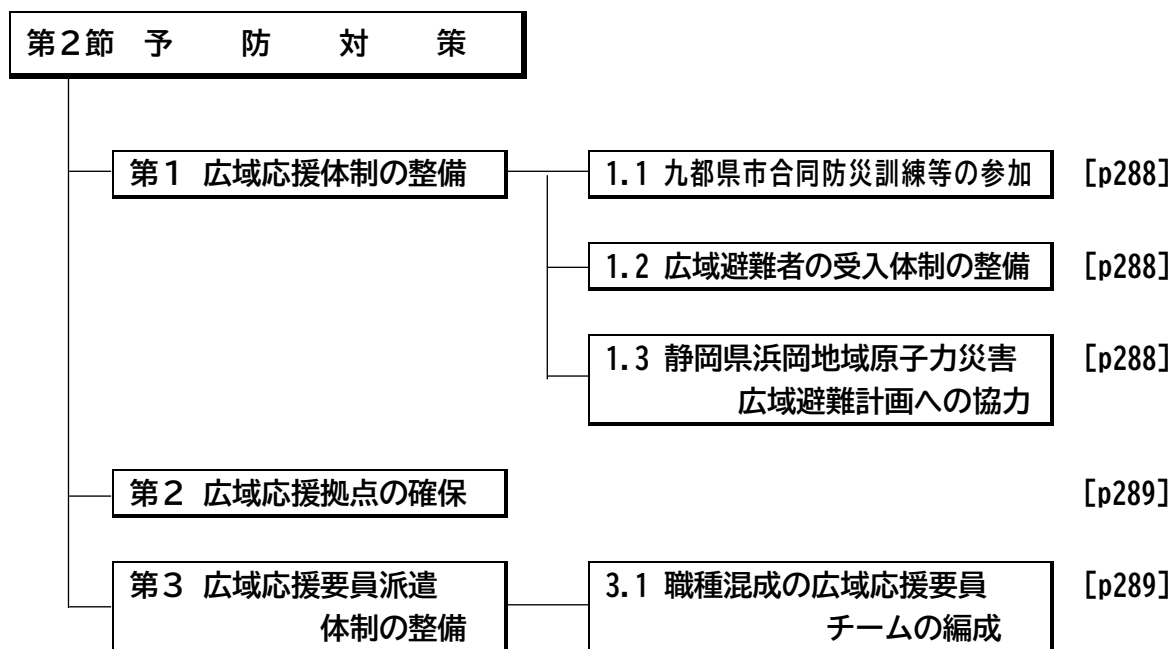 第2節 予 防 対 策
第1 広域応援体制の整備
1.1 九都県市合同防災訓練等の参加 [p288]
1.2 広域避難者の受入体制の整備 [p288]
1.3 静岡県浜岡地域原子力災害 [p288]
広域避難計画への協力
第2 広域応援拠点の確保 [p289]
第3 広域応援要員派遣
体制の整備
3.1 職種混成の広域応援要員 [p289]
チームの編成